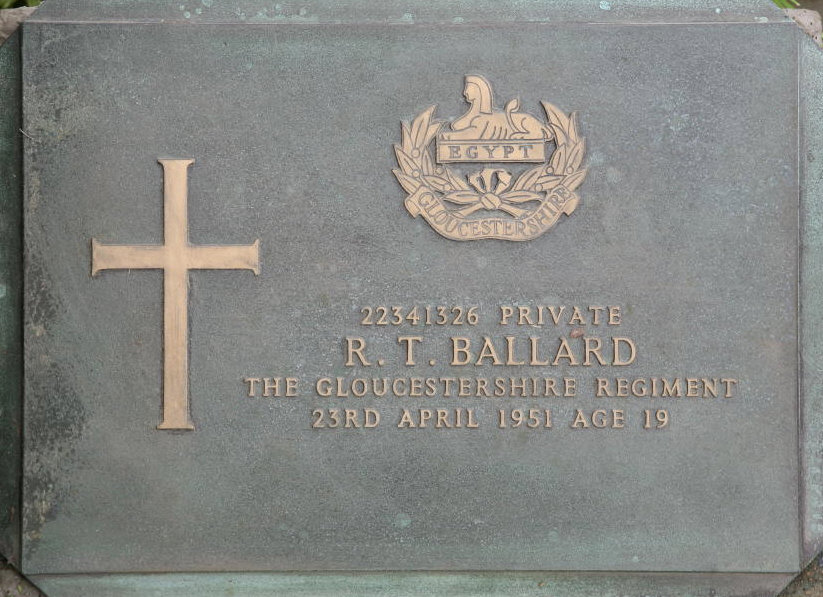 EGYPT
GLOUCESTERSHIRE
22341326 PRIVATE
R. T. BALLARD
THE GLOUCESTERSHIRE REGIMENT
23RD APRIL 1951 AGE 19